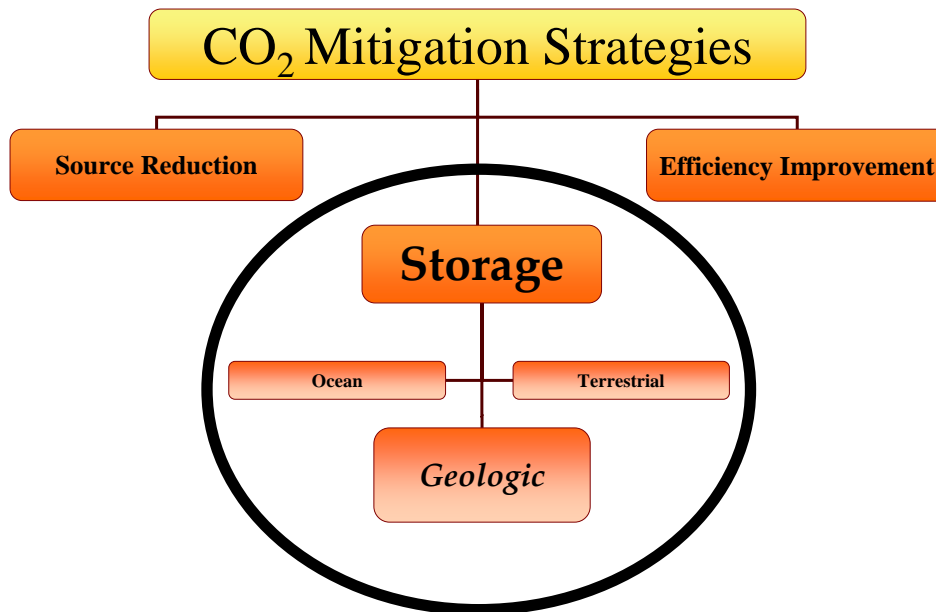 CO₂ Mitigation Strategies
Source Reduction
Efficiency Improvement
Storage
Ocean
Terrestrial
Geologic